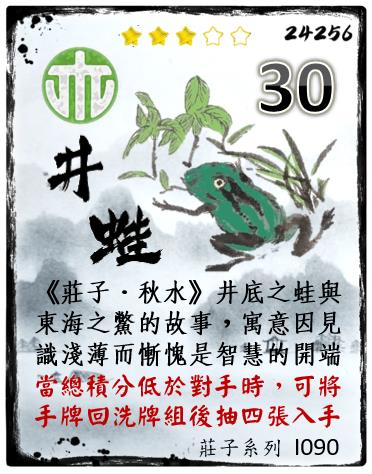 24256
木
30
井蛙
《莊子・秋水》井底之蛙與
東海之鱉的故事，寓意因見
識淺薄而慚愧是智慧的開端
當總積分低於對手時，可將
手牌回洗牌組後抽四張入手
莊子系列 I090